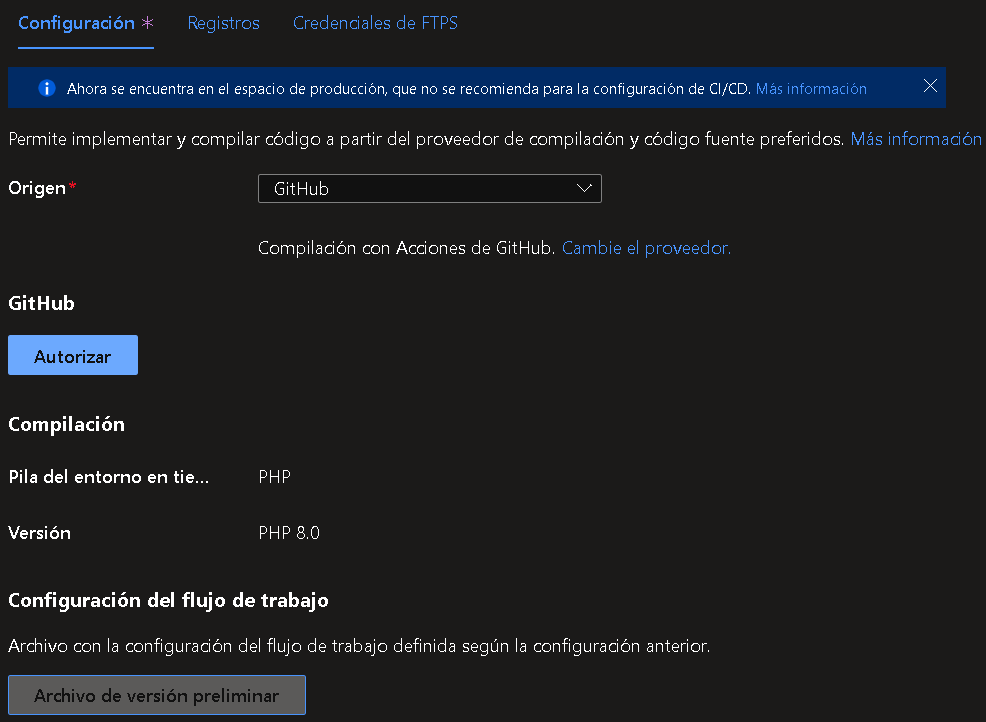 Configuración *
Registros
Credenciales de FTPS
Ahora se encuentra en el espacio de producción, que no se recomienda para la configuración de CI/CD. Más información
Permite implementar y compilar código a partir del proveedor de compilación y código fuente preferidos. Más información
Origen*
GitHub
Compilación con Acciones de GitHub. Cambie el proveedor.
GitHub
Autorizar
Compilación
Pila del entorno en tie...
PHP
Versión
PHP 8.0
Configuración del flujo de trabajo
Archivo con la configuración del flujo de trabajo definida según la configuración anterior.
Archivo de versión preliminar